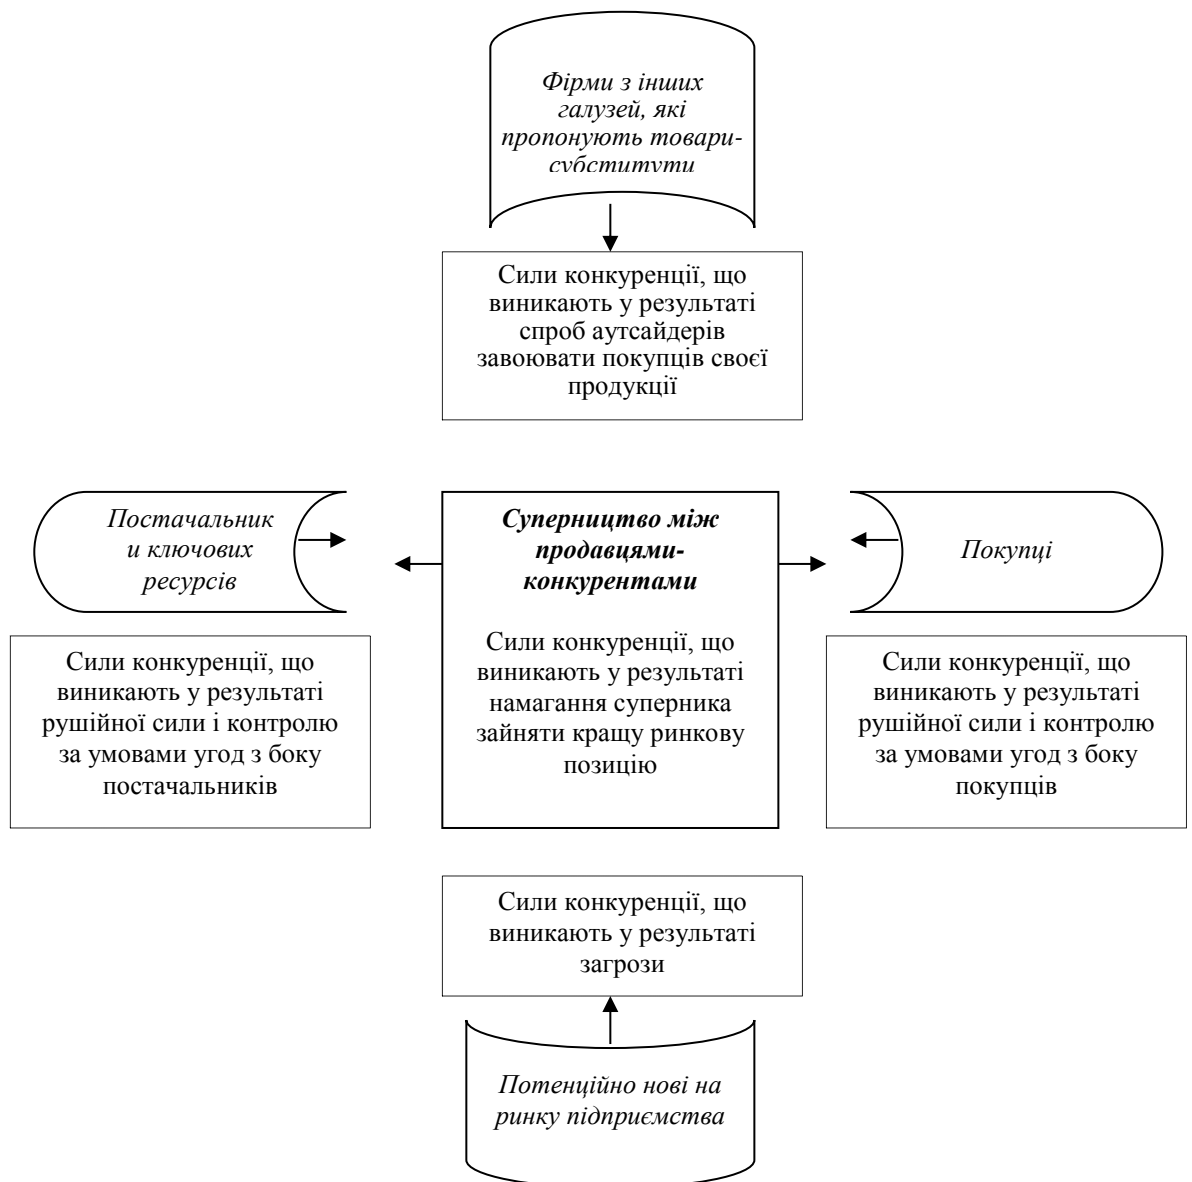 Фірми з інших
галузей, які
пропонують товари-
субститути
Сили конкуренції, що
виникають у результаті
спроб аутсайдерів
завоювати покупців своєї
продукції
Постачальник
и ключових
ресурсів
Суперництво між
продавцями-
конкурентами
Сили конкуренції, що
виникають у результаті
намагання суперника
зайняти кращу ринкову
позицію
Покупці
Сили конкуренції, що
виникають у результаті
рушійної сили і контролю
за умовами угод з боку
постачальників
Сили конкуренції, що
виникають у результаті
рушійної сили і контролю
за умовами угод з боку
покупців
Сили конкуренції, що
виникають у результаті
загрози
Потенційно нові на
ринку підприємства